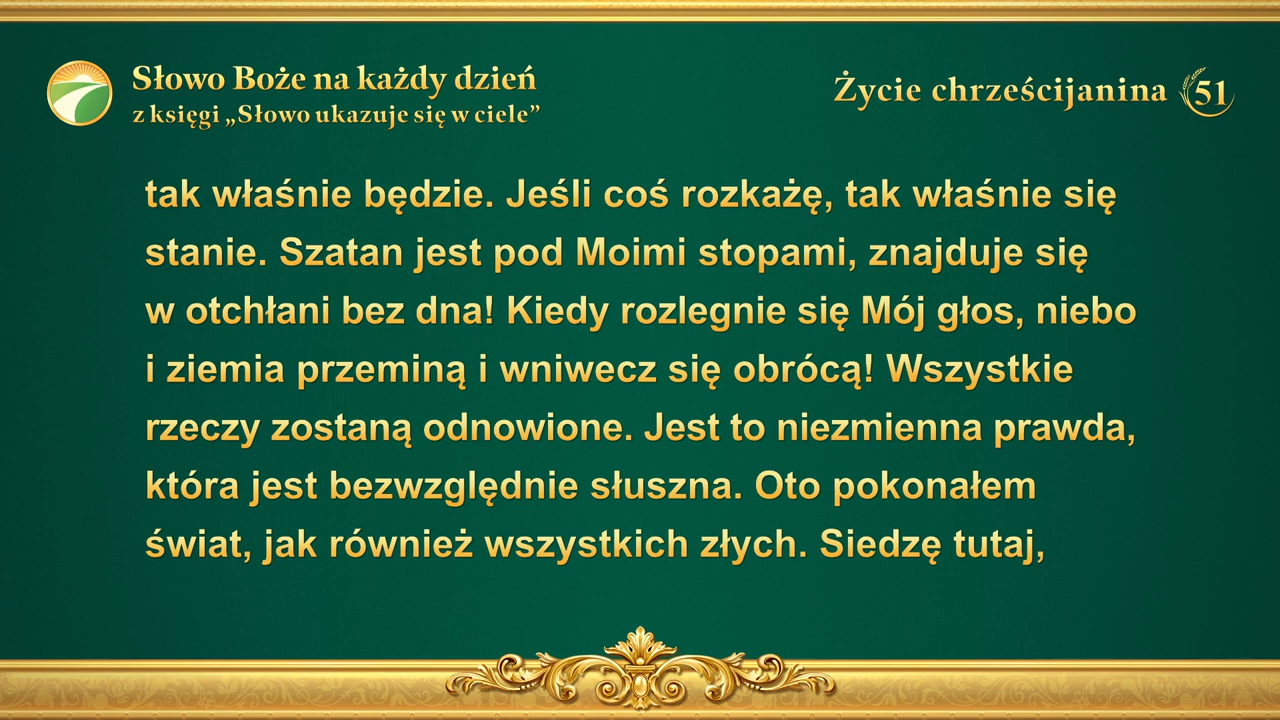 Słowo Boże na każdy dzień
z księgi „Słowo ukazuje się w ciele”
Życie chrześcijanina 51
tak właśnie będzie. Jeśli coś rozkażę, tak właśnie się
stanie. Szatan jest pod Moimi stopami, znajduje się
w otchłani bez dna! Kiedy rozlegnie się Mój głos, niebo
i ziemia przeminą i wniwecz się obrócą! Wszystkie
rzeczy zostaną odnowione. Jest to niezmienna prawda,
która jest bezwzględnie słuszna. Oto pokonałem
świat, jak również wszystkich złych. Siedzę tutaj,